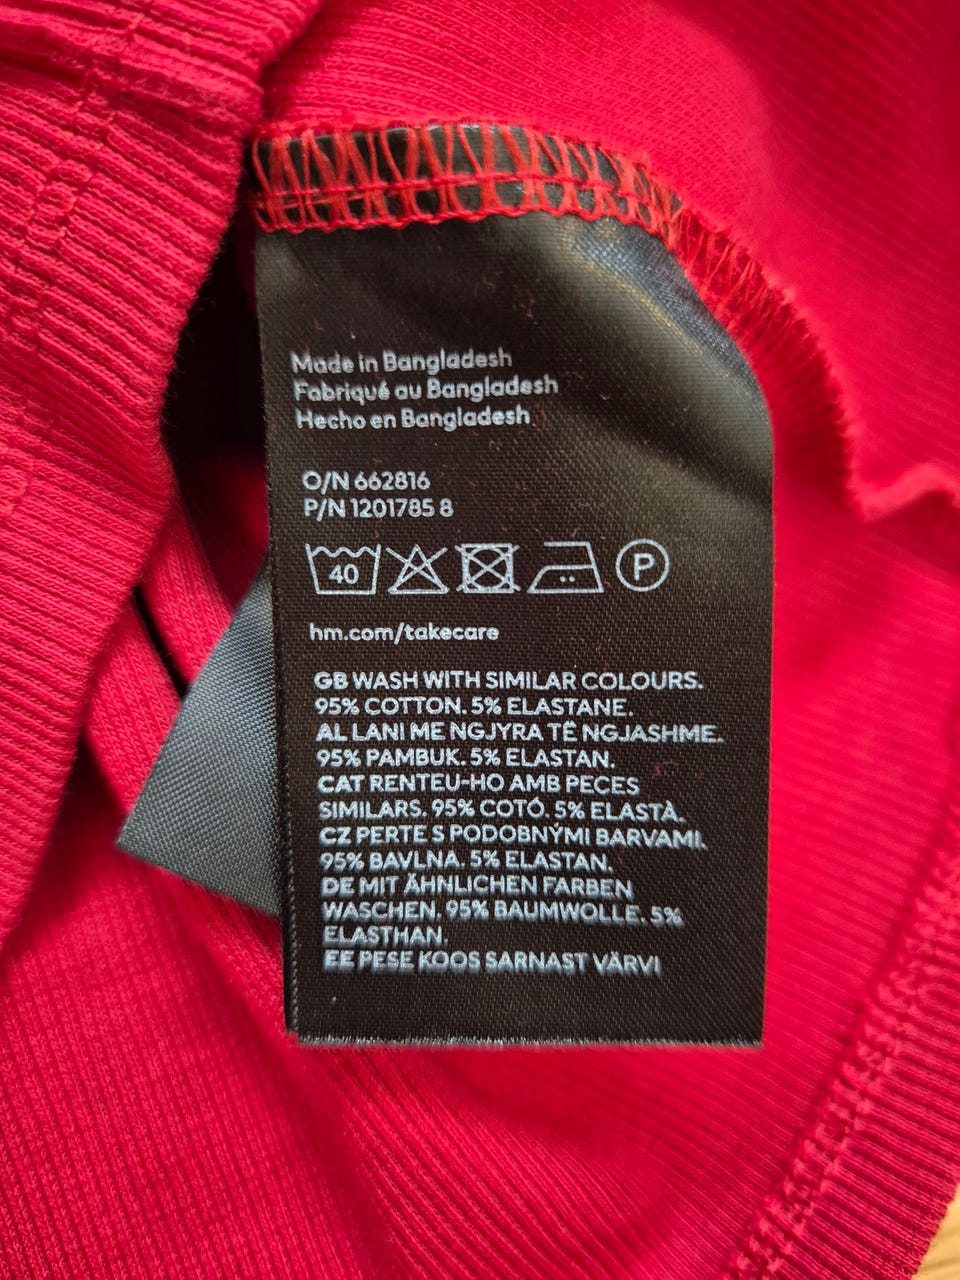 Made in Bangladesh
Fabriqué au Bangladesh
Hecho en Bangladesh
O/N 662816
P/N 1201785 8
40 P
hm.com/takecare
GB WASH WITH SIMILAR COLOURS.
95% COTTON. 5% ELASTANE.
AL LANI ME NGJYRA TË NGJASHME.
95% PAMBUK. 5% ELASTAN.
CAT RENTEU-HO AMB PECES
SIMILARS. 95% COTÓ. 5% ELASTÀ.
CZ PERTE S PODOBNÝMI BARVAMI.
95% BAVLNA. 5% ELASTAN.
DE MIT ÄHNLICHEN FARBEN
WASCHEN. 95% BAUMWOLLE. 5%
ELASTHAN.
EE PESE KOOS SARNAST VÄRVI